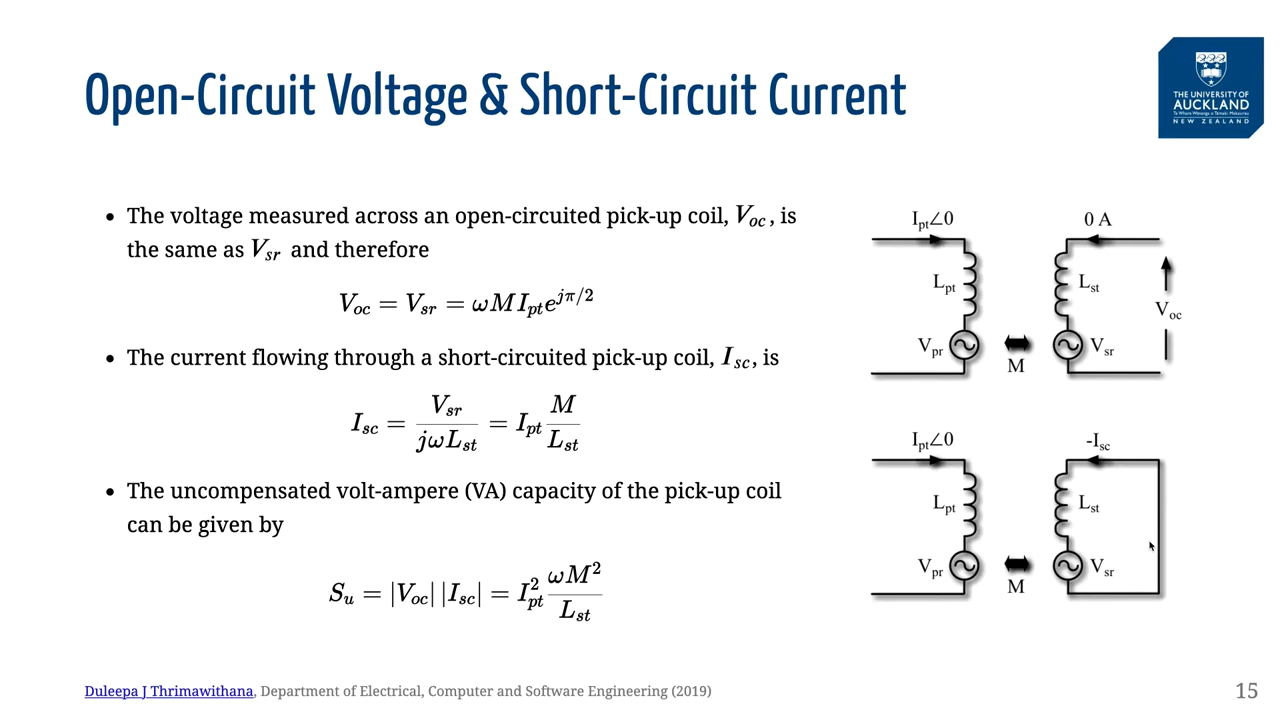 Open-Circuit Voltage & Short-Circuit Current
THE UNIVERSITY OF
AUCKLAND
Te Whare Wānanga o Tāmaki Makaurau
NEW ZEALAND
• The voltage measured across an open-circuited pick-up coil, V_oc, is
the same as V_sr and therefore
V_oc = V_sr = ωMI_pt e^{jπ/2}
• The current flowing through a short-circuited pick-up coil, I_sc, is
I_sc = V_sr / jωL_st = I_pt M / L_st
• The uncompensated volt-ampere (VA) capacity of the pick-up coil
can be given by
S_u = |V_oc| |I_sc| = I_pt^2 ωM^2 / L_st
I_pt∠0
0 A
L_pt
L_st
V_oc
V_pr
M
V_sr
I_pt∠0
-I_sc
L_pt
L_st
V_pr
M
V_sr
Duleepa J Thrimawithana, Department of Electrical, Computer and Software Engineering (2019)
15